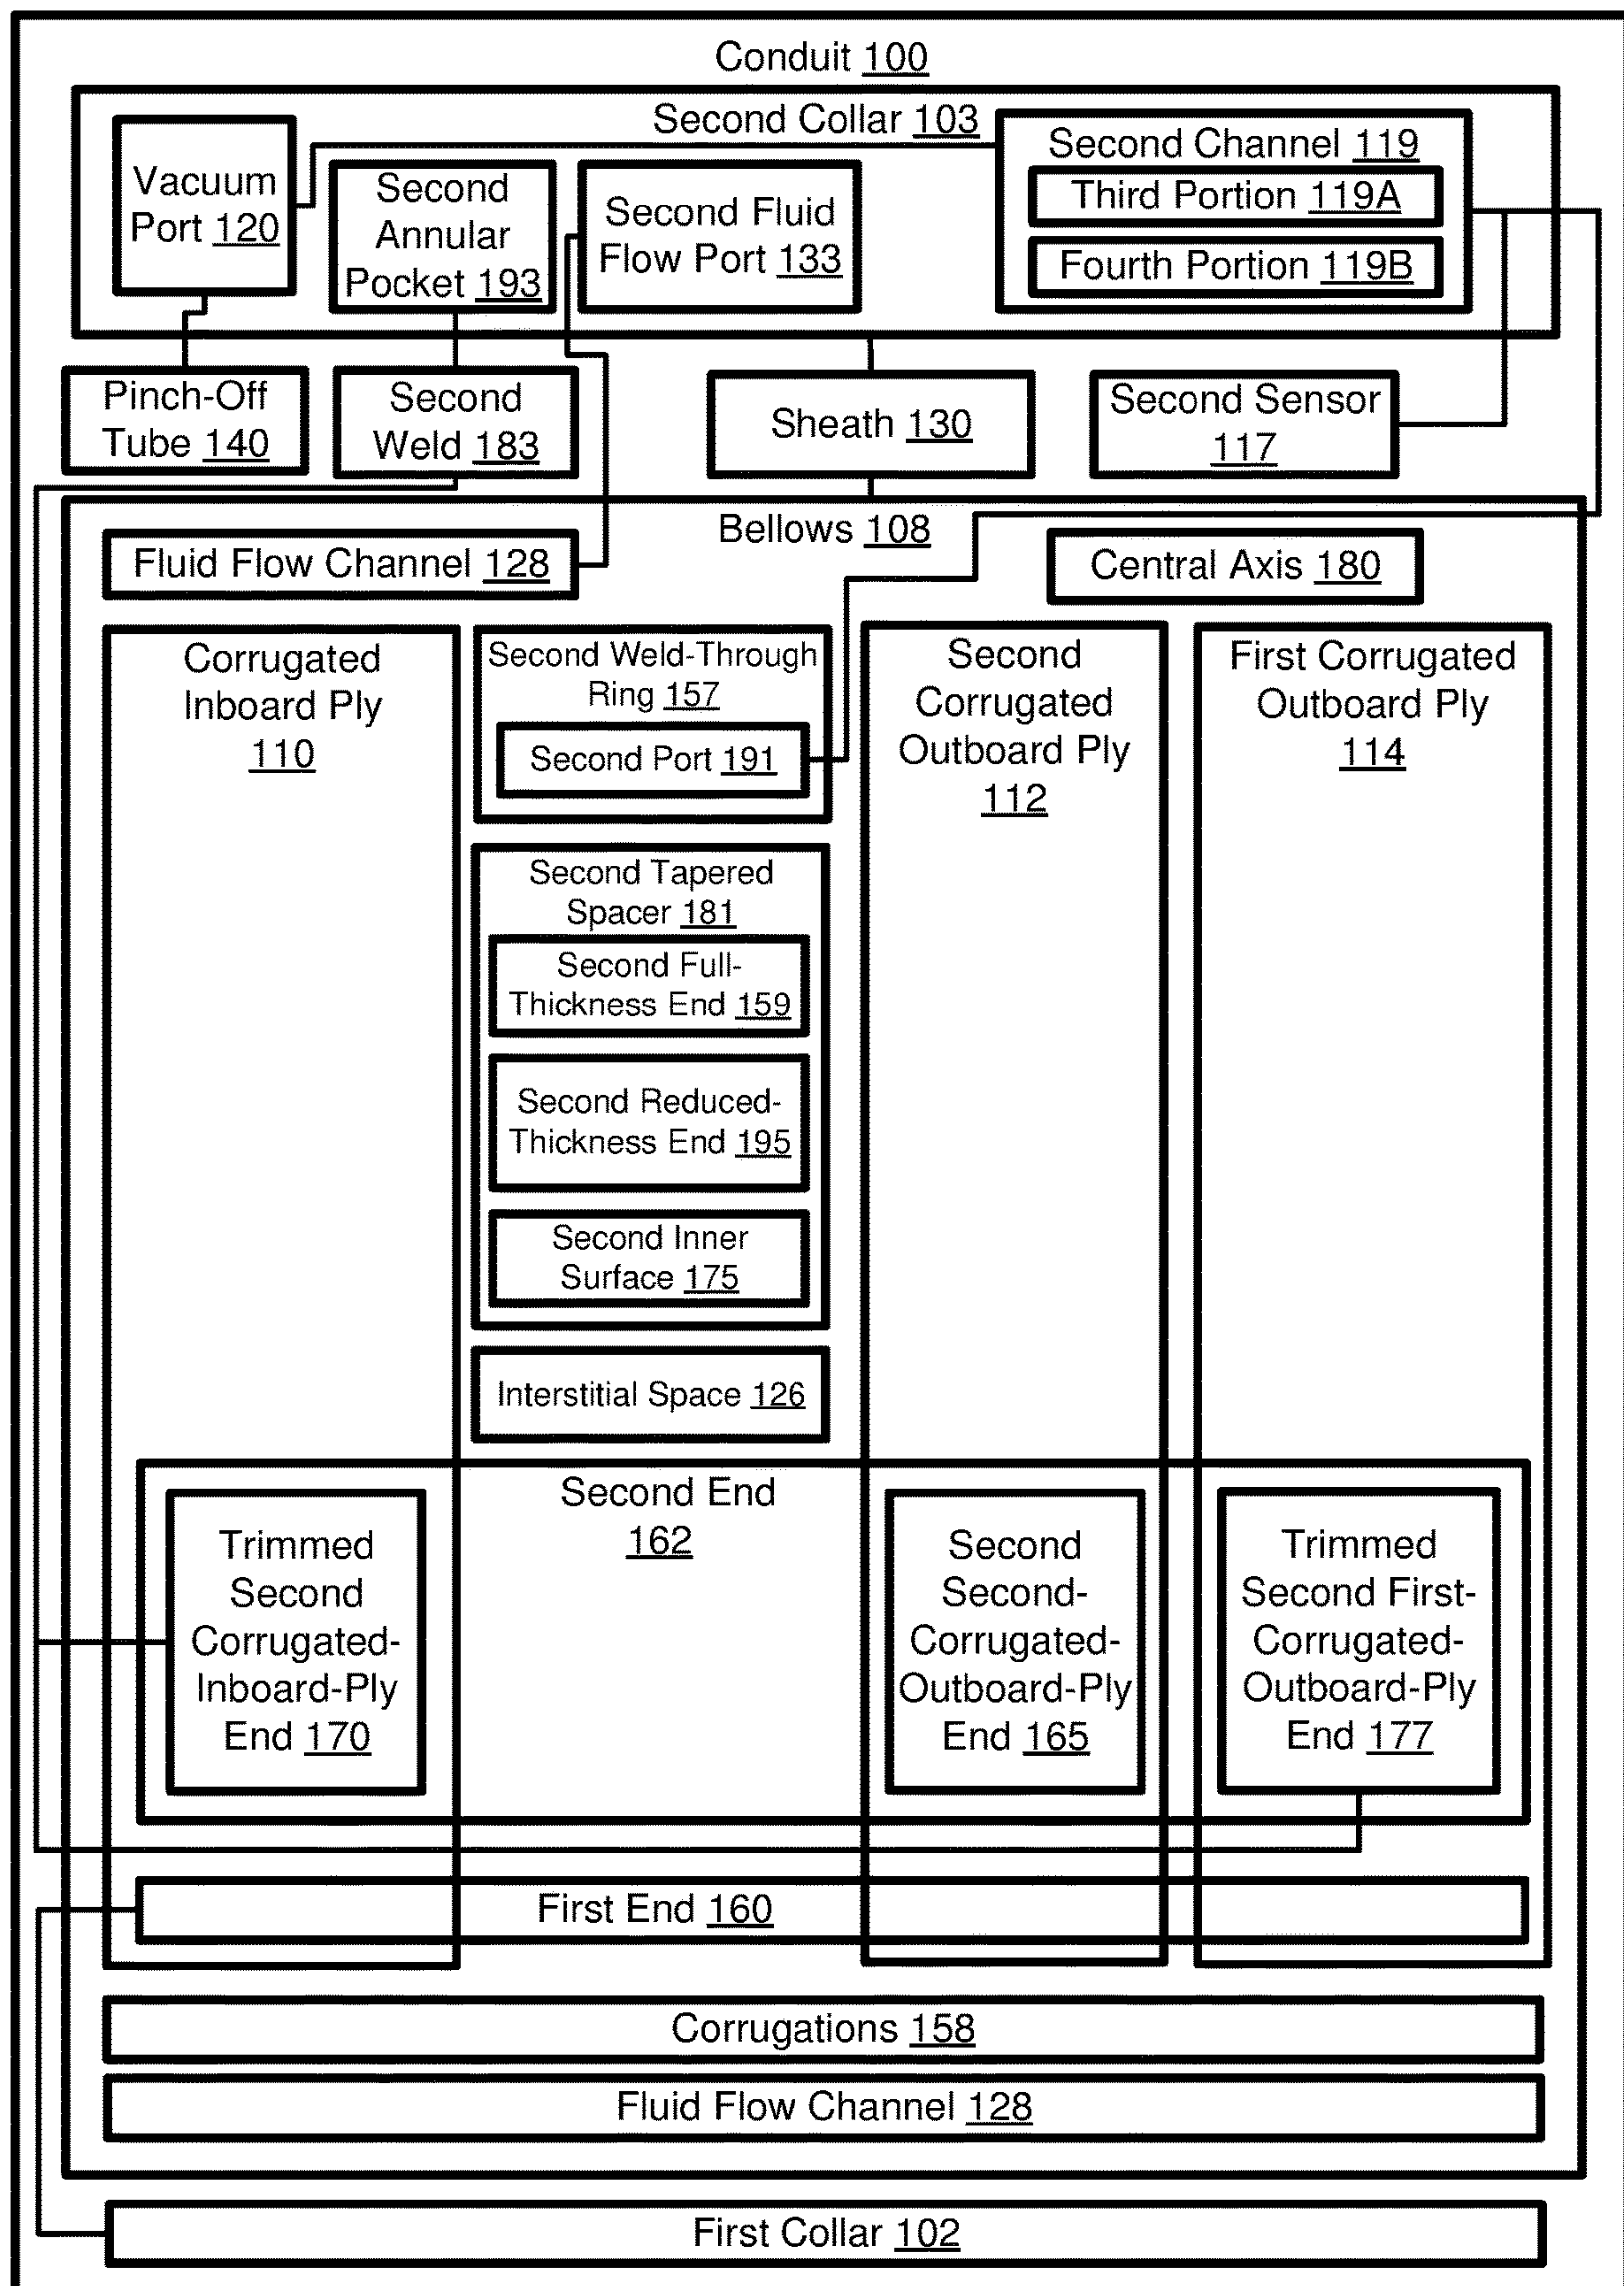 Conduit 100
Second Collar 103
Vacuum
Port 120
Second
Annular
Pocket 193
Second Fluid
Flow Port 133
Second Channel 119
Third Portion 119A
Fourth Portion 119B
Pinch-Off
Tube 140
Second
Weld 183
Sheath 130
Second Sensor
117
Bellows 108
Fluid Flow Channel 128
Central Axis 180
Corrugated
Inboard Ply
110
Second Weld-Through
Ring 157
Second Port 191
Second
Corrugated
Outboard Ply
112
First Corrugated
Outboard Ply
114
Second Tapered
Spacer 181
Second Full-
Thickness End 159
Second Reduced-
Thickness End 195
Second Inner
Surface 175
Interstitial Space 126
Second End
162
Trimmed
Second
Corrugated-
Inboard-Ply
End 170
Second
Second-
Corrugated-
Outboard-Ply
End 165
Trimmed
Second First-
Corrugated-
Outboard-Ply
End 177
First End 160
Corrugations 158
Fluid Flow Channel 128
First Collar 102